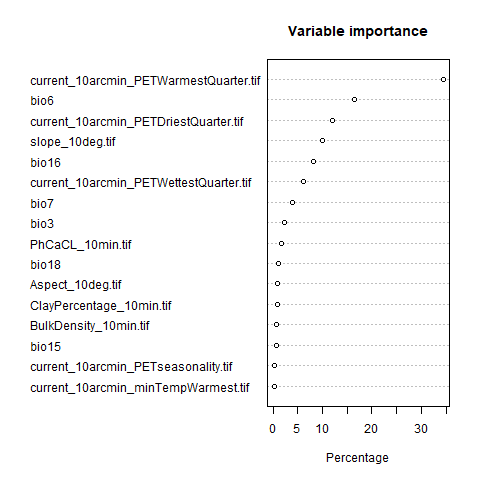 Variable importance
current_10arcmin_PETWarmestQuarter.tif
bio6
current_10arcmin_PETDriestQuarter.tif
slope_10deg.tif
bio16
current_10arcmin_PETWettestQuarter.tif
bio7
bio3
PhCaCL_10min.tif
bio18
Aspect_10deg.tif
ClayPercentage_10min.tif
BulkDensity_10min.tif
bio15
current_10arcmin_PETseasonality.tif
current_10arcmin_minTempWarmest.tif
0 5 10 20 30
Percentage